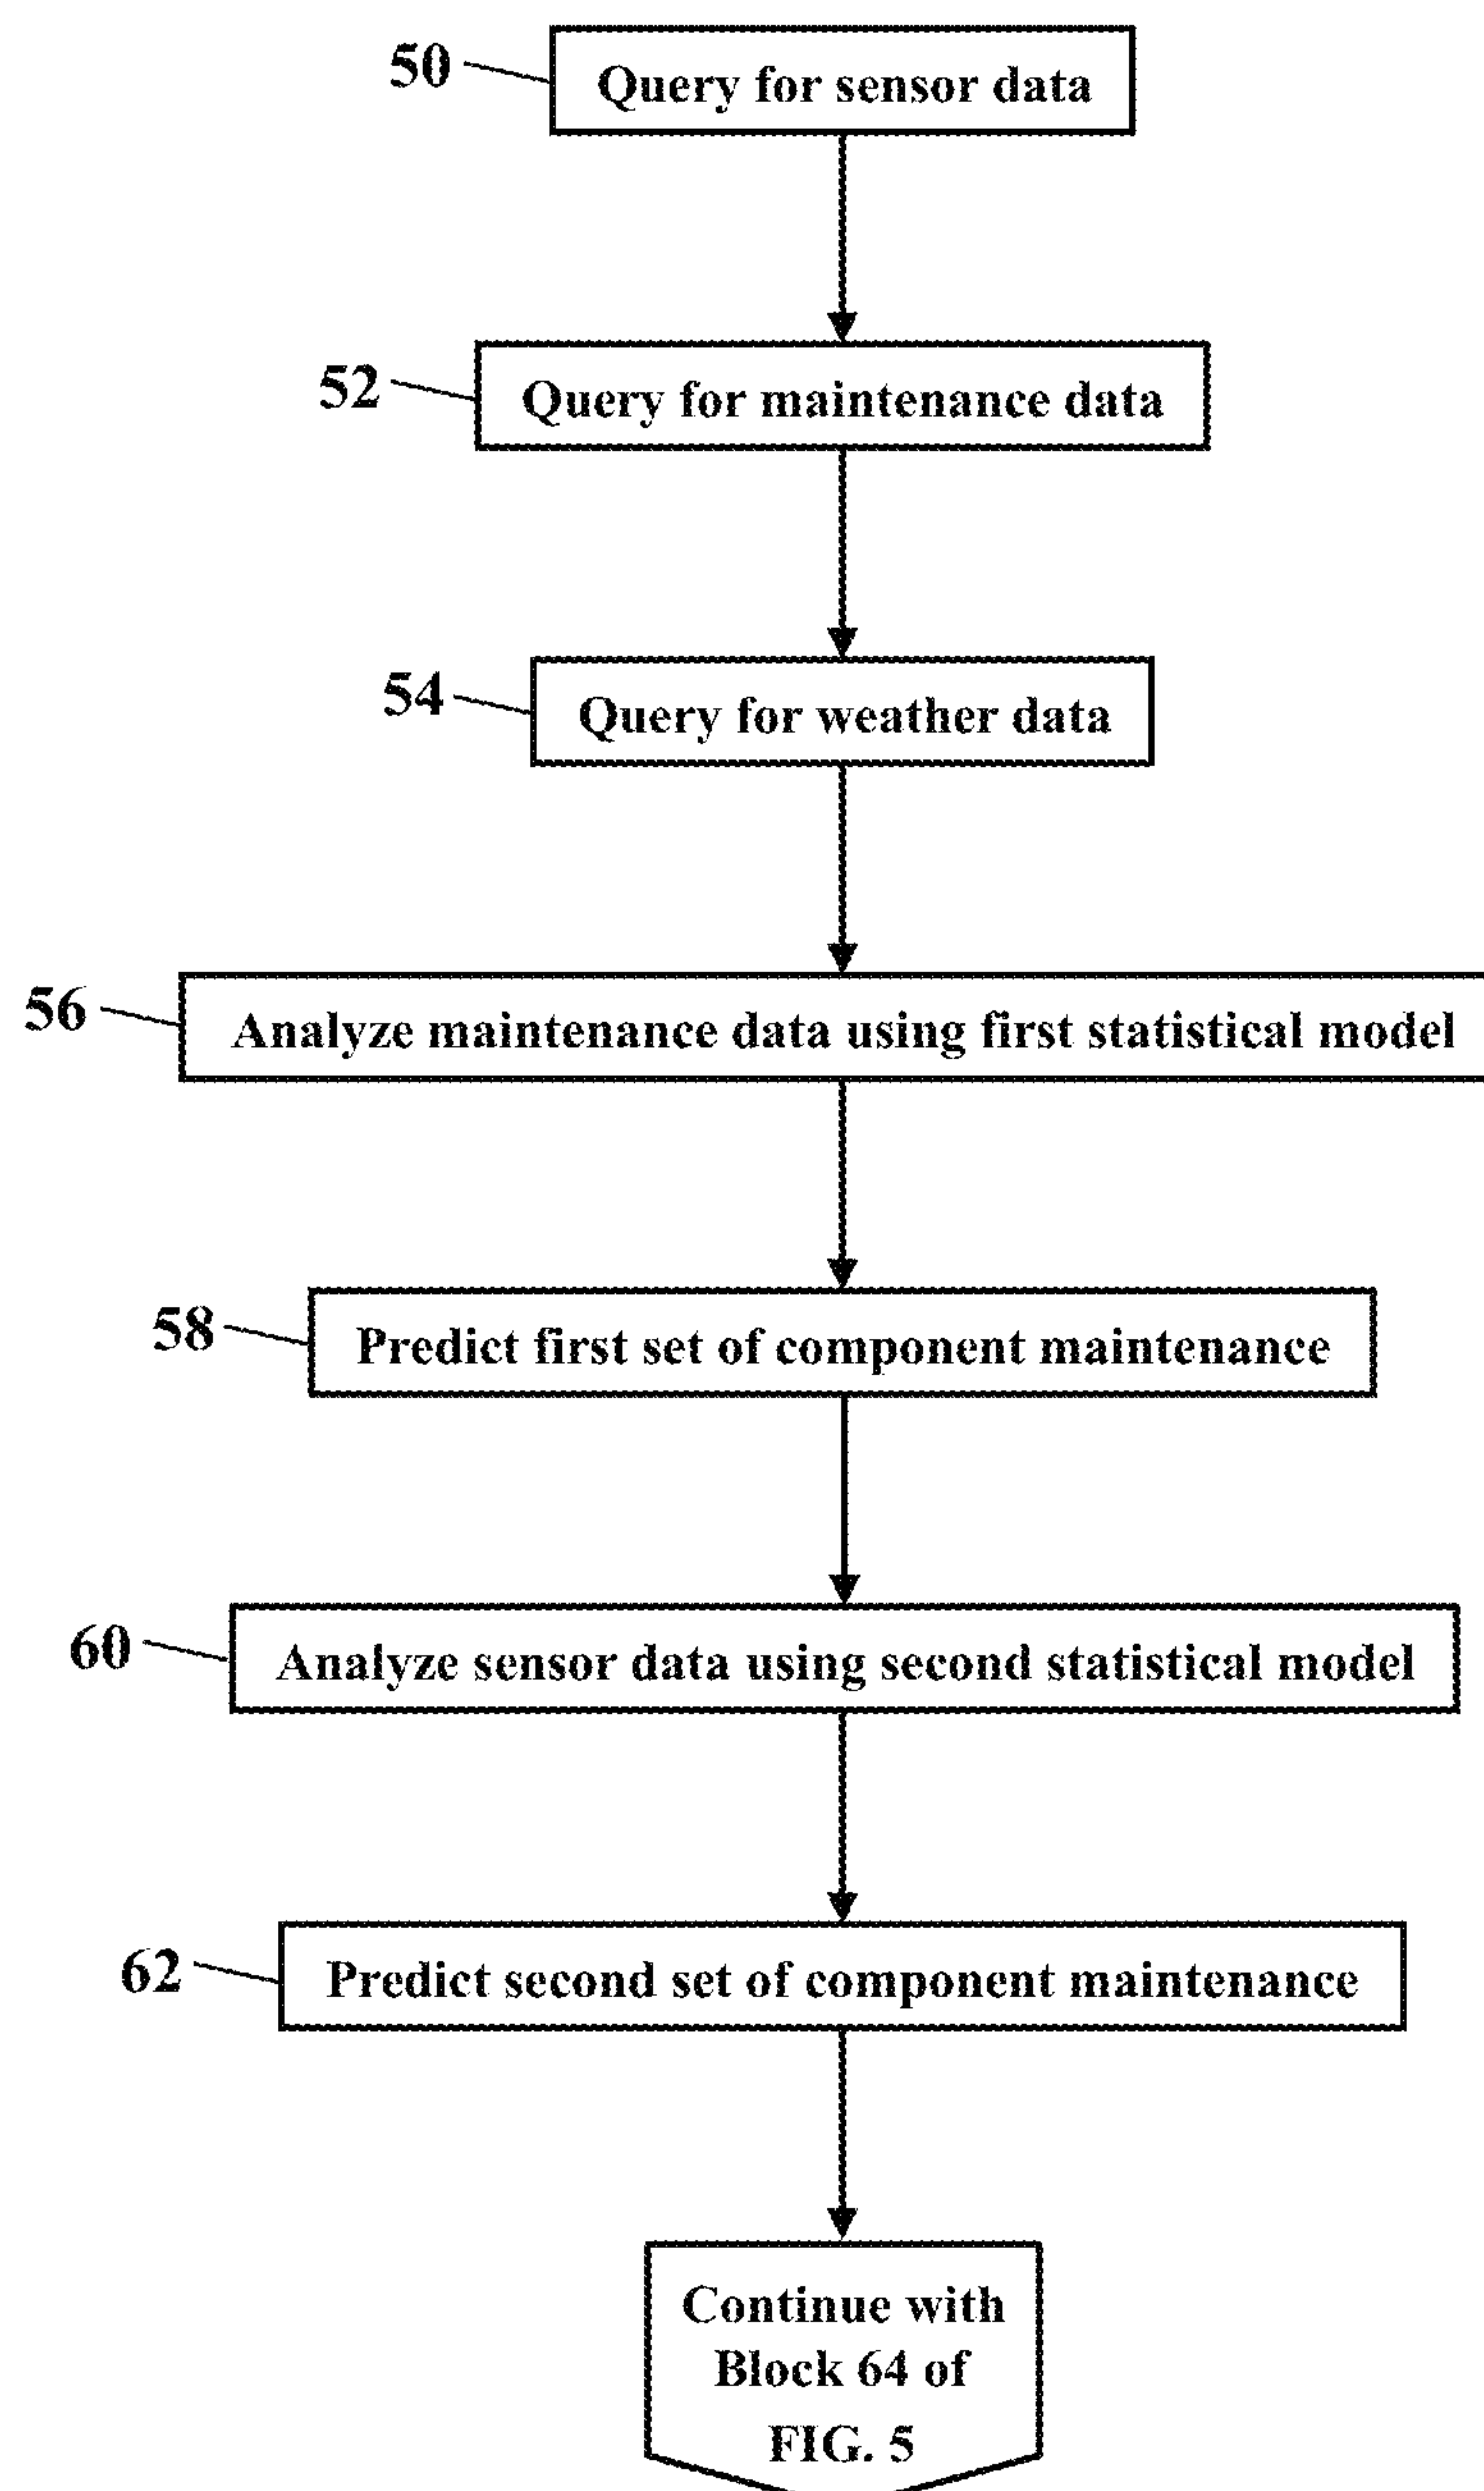 50
Query for sensor data
52
Query for maintenance data
54
Query for weather data
56
Analyze maintenance data using first statistical model
58
Predict first set of component maintenance
60
Analyze sensor data using second statistical model
62
Predict second set of component maintenance
Continue with
Block 64 of
FIG. 5